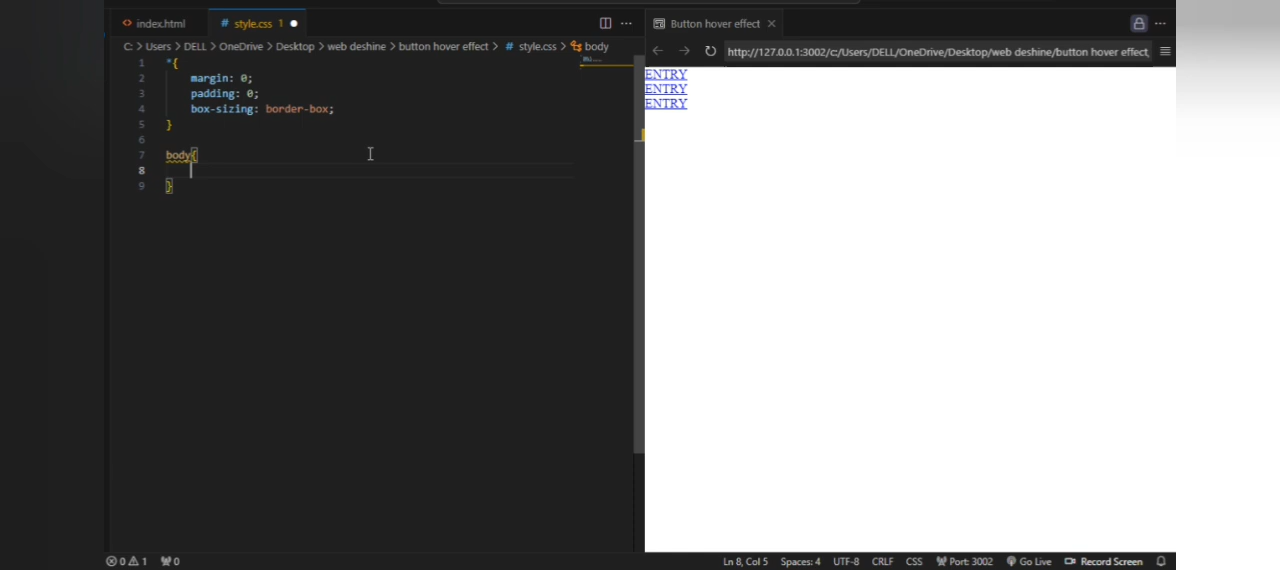 index.html
style.css 1
Button hover effect
C: > Users > DELL > OneDrive > Desktop > web deshine > button hover effect > # style.css > body
http://127.0.0.1:3002/c:/Users/DELL/OneDrive/Desktop/web deshine/button hover effect
1 *{
2 margin: 0;
3 padding: 0;
4 box-sizing: border-box;
5 }
6
7 body{
8
9 }
ENTRY
ENTRY
ENTRY
0 1 0
Ln 8, Col 5 Spaces: 4 UTF-8 CRLF CSS Port: 3002 Go Live Record Screen